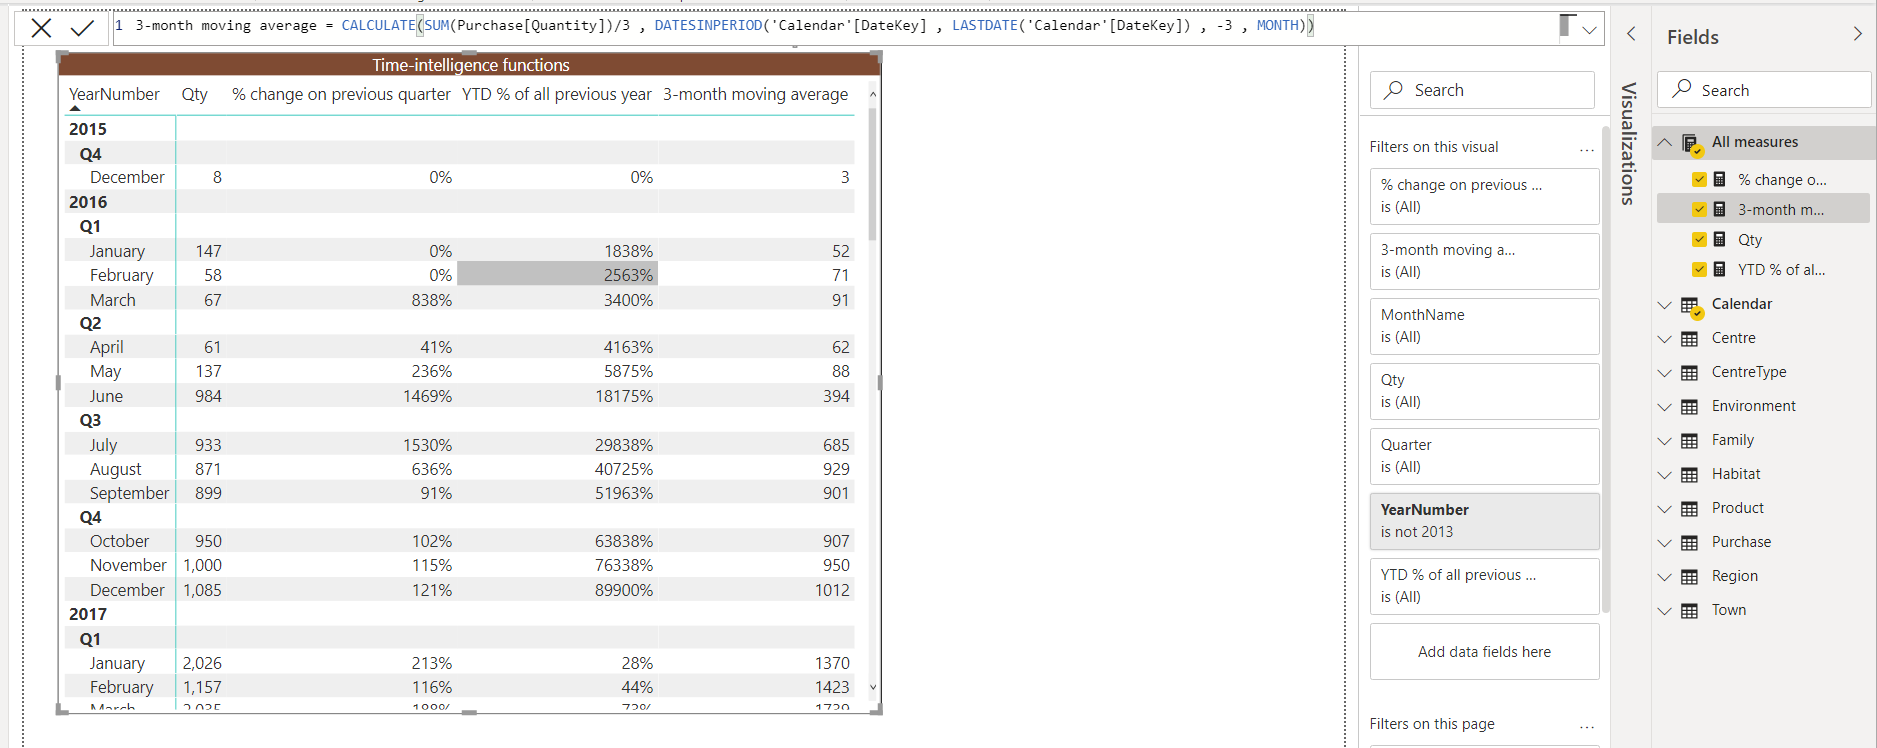 1 3-month moving average = CALCULATE(SUM(Purchase[Quantity])/3 , DATESINPERIOD('Calendar'[DateKey] , LASTDATE('Calendar'[DateKey]) , -3 , MONTH))
Time-intelligence functions
YearNumber Qty % change on previous quarter YTD % of all previous year 3-month moving average
2015
Q4
December 8 0% 0% 3
2016
Q1
January 147 0% 1838% 52
February 58 0% 2563% 71
March 67 838% 3400% 91
Q2
April 61 41% 4163% 62
May 137 236% 5875% 88
June 984 1469% 18175% 394
Q3
July 933 1530% 29838% 685
August 871 636% 40725% 929
September 899 91% 51963% 901
Q4
October 950 102% 63838% 907
November 1,000 115% 76338% 950
December 1,085 121% 89900% 1012
2017
Q1
January 2,026 213% 28% 1370
February 1,157 116% 44% 1423
March 2,035 188% 73% 1739
Search
Filters on this visual ...
% change on previous ...
is (All)
3-month moving a...
is (All)
MonthName
is (All)
Qty
is (All)
Quarter
is (All)
YearNumber
is not 2013
YTD % of all previous ...
is (All)
Add data fields here
Filters on this page ...
Visualizations
Fields
Search
All measures
% change o...
3-month m...
Qty
YTD % of al...
Calendar
Centre
CentreType
Environment
Family
Habitat
Product
Purchase
Region
Town